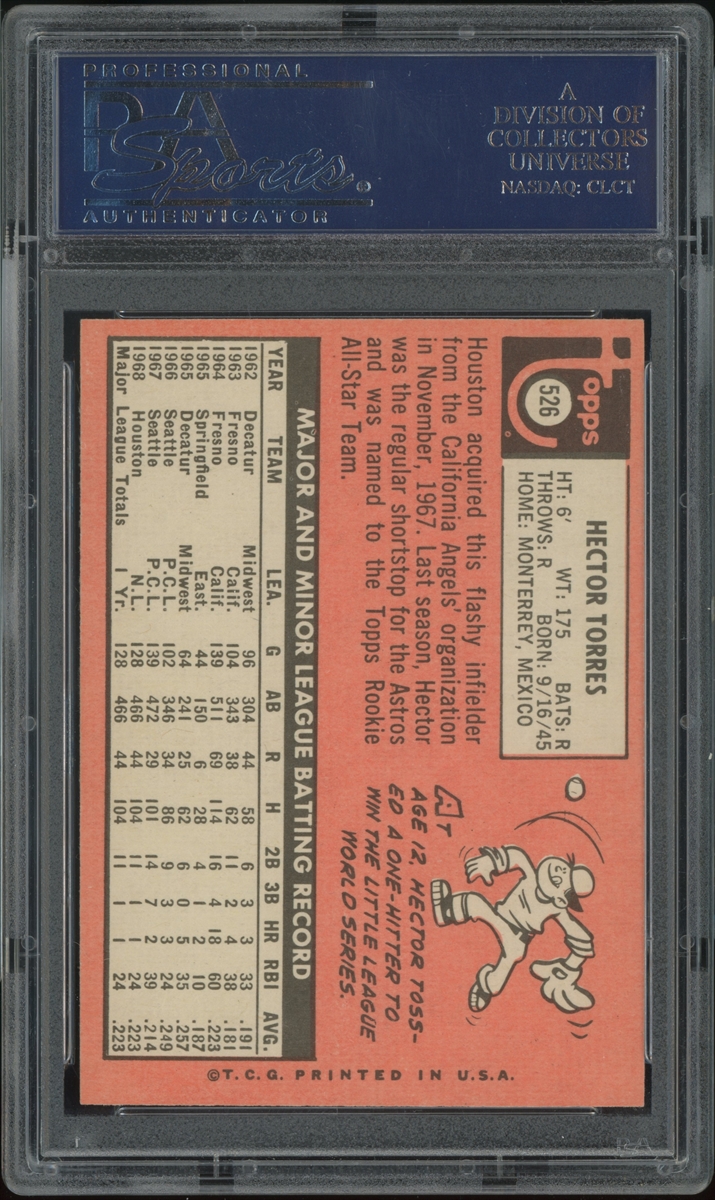 PROFESSIONAL
PSA
Sports
AUTHENTICATOR
A
DIVISION OF
COLLECTORS
UNIVERSE
NASDAQ: CLCT
Topps
526
HECTOR TORRES
HT: 6' WT: 175 BATS: R
THROWS: R BORN: 9/16/45
HOME: MONTERREY, MEXICO
Houston acquired this flashy infielder
from the California Angels' organization
in November, 1967. Last season, Hector
was the regular shortstop for the Astros
and was named to the Topps Rookie
All-Star Team.
AT
AGE 12, HECTOR TOSS-
ED A ONE-HITTER TO
WIN THE LITTLE LEAGUE
WORLD SERIES.
MAJOR AND MINOR LEAGUE BATTING RECORD
YEAR TEAM LEA. G AB R H 2B 3B HR RBI AVG.
1962 Decatur Midwest 96 304 44 58 6 3 3 33 .191
1963 Fresno Calif. 104 343 38 62 11 2 4 38 .181
1964 Fresno Calif. 139 511 69 114 16 4 18 60 .223
1965 Springfield East. 44 150 6 28 4 1 2 10 .187
1965 Decatur Midwest 64 241 25 62 6 0 5 35 .257
1966 Seattle P.C.L. 102 346 34 86 9 3 3 24 .249
1967 Seattle P.C.L. 139 472 29 101 14 7 2 39 .214
1968 Houston N.L. 128 466 44 104 11 1 1 24 .223
Major League Totals 1 Yr. 128 466 44 104 11 1 1 24 .223
©T.C.G. PRINTED IN U.S.A.